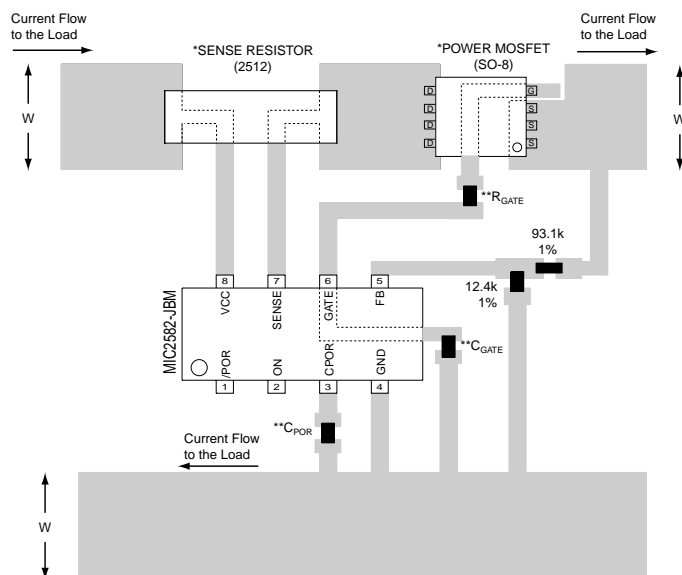 Current Flow
to the Load
*SENSE RESISTOR
(2512)
*POWER MOSFET
(SO-8)
Current Flow
to the Load
W
D
D
D
D
G
S
S
S
W
**RGATE
93.1k
1%
12.4k
1%
8
7
6
5
VCC
SENSE
GATE
FB
MIC2582-JBM
/POR
ON
CPOR
GND
1
2
3
4
**CGATE
**CPOR
Current Flow
to the Load
W